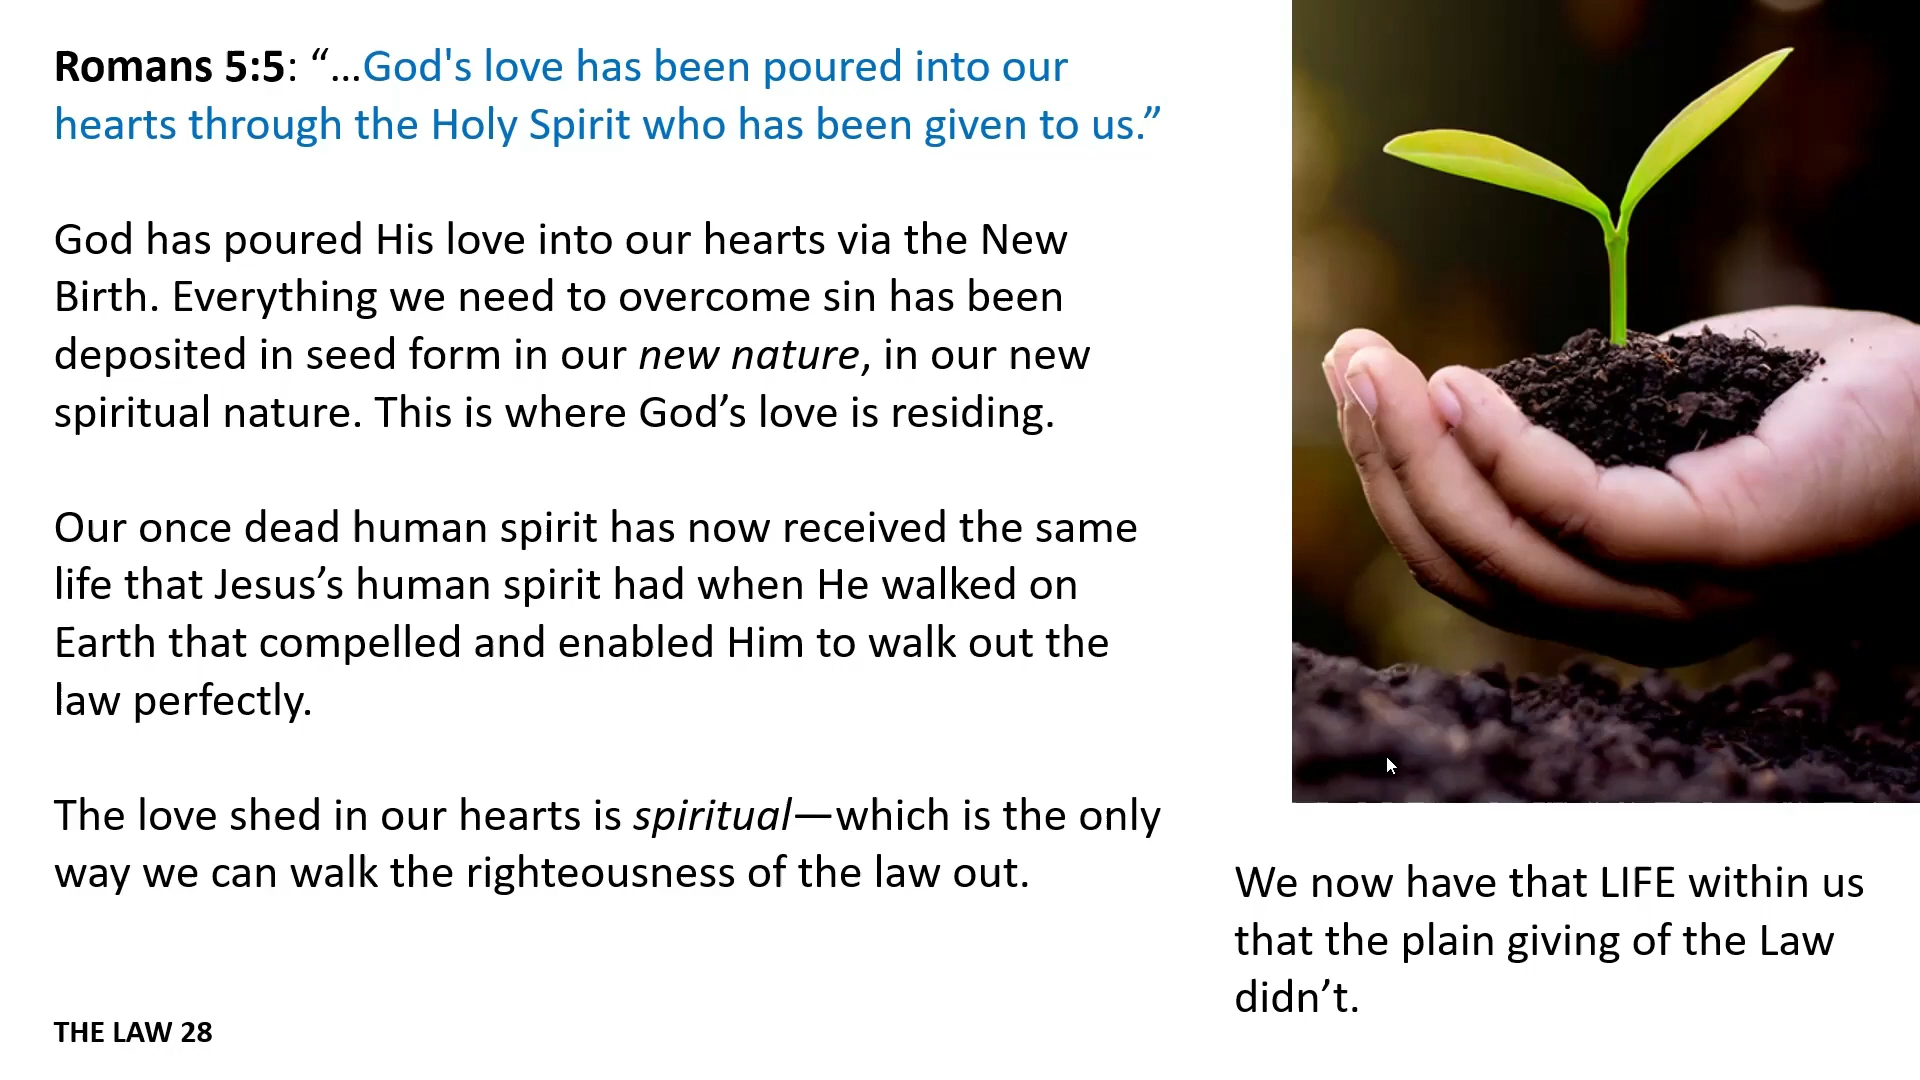 Romans 5:5: “…God's love has been poured into our
hearts through the Holy Spirit who has been given to us.”
God has poured His love into our hearts via the New
Birth. Everything we need to overcome sin has been
deposited in seed form in our new nature, in our new
spiritual nature. This is where God’s love is residing.
Our once dead human spirit has now received the same
life that Jesus’s human spirit had when He walked on
Earth that compelled and enabled Him to walk out the
law perfectly.
The love shed in our hearts is spiritual—which is the only
way we can walk the righteousness of the law out.
We now have that LIFE within us
that the plain giving of the Law
didn’t.
THE LAW 28